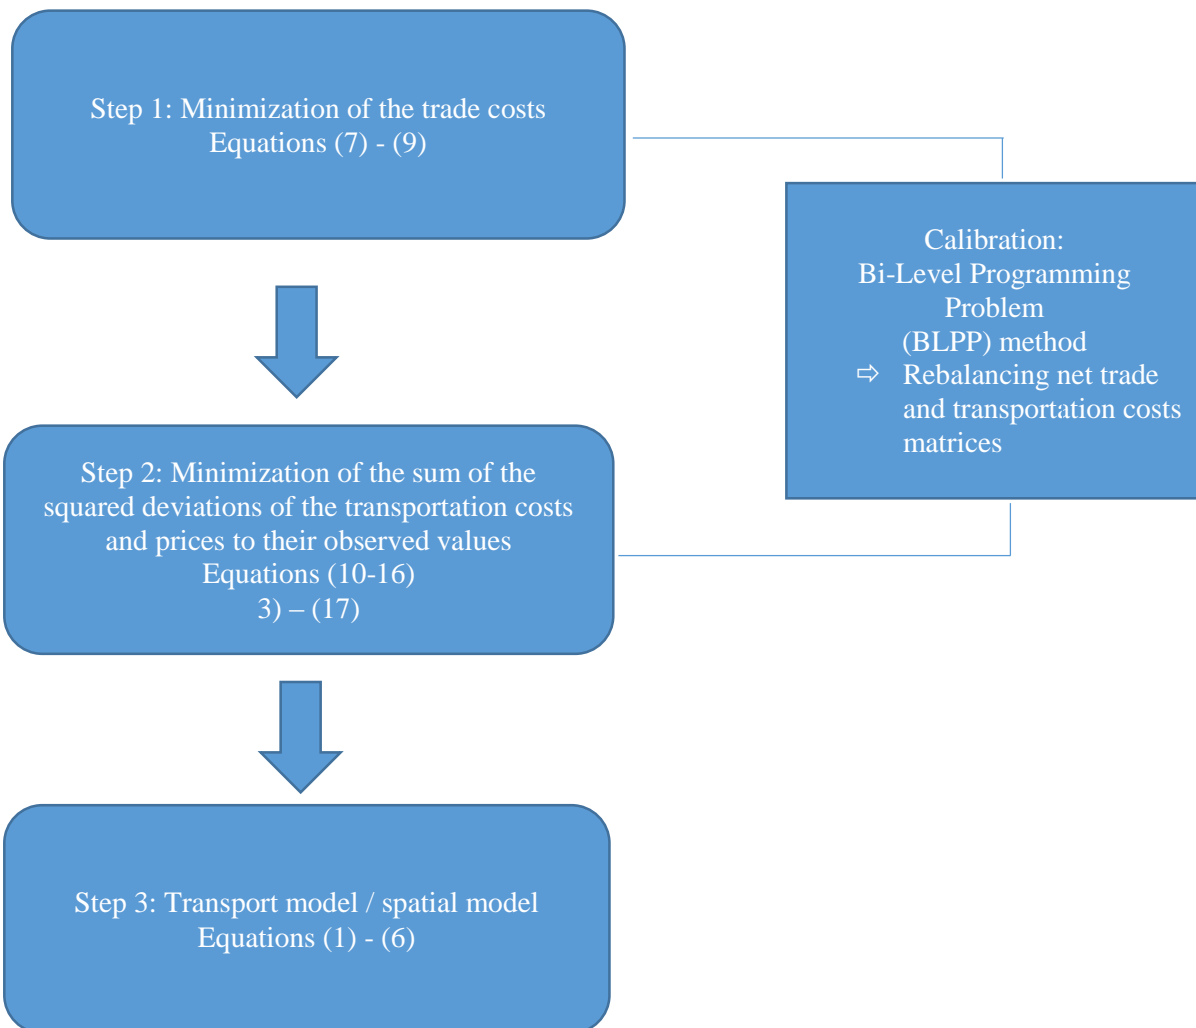 Step 1: Minimization of the trade costs
Equations (7) - (9)
Calibration:
Bi-Level Programming
Problem
(BLPP) method
⇨ Rebalancing net trade
and transportation costs
matrices
Step 2: Minimization of the sum of the
squared deviations of the transportation costs
and prices to their observed values
Equations (10-16)
3) – (17)
Step 3: Transport model / spatial model
Equations (1) - (6)